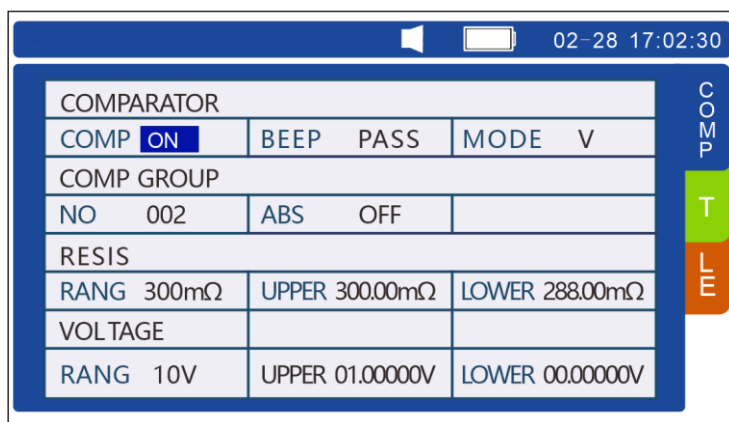 02-28 17:02:30
COMPARATOR
COMP ON BEEP PASS MODE V
COMP GROUP
NO 002 ABS OFF
RESIS
RANG 300mΩ UPPER 300.00mΩ LOWER 288.00mΩ
VOLTAGE
RANG 10V UPPER 01.00000V LOWER 00.00000V
COMP
T
LE